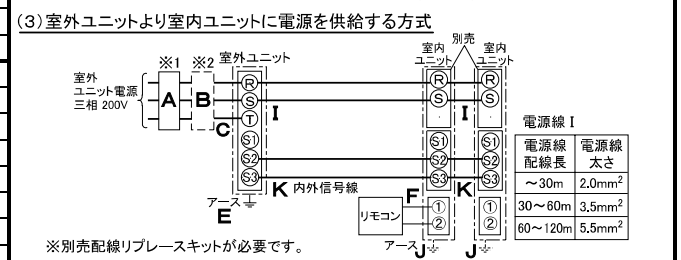 (3)室外ユニットより室内ユニットに電源を供給する方式
別売
※1 ※2 室外ユニット 室内ユニット 室内ユニット
室外
ユニット電源
三相 200V
A B C
R S T S1 S2 S3
I
R S S1 S2 S3 ① ②
I
R S S1 S2 S3 ① ②
K 内外信号線 F K
アース
E
リモコン
アース J J
※別売配線リプレースキットが必要です。
電源線 I
電源線配線長 電源線太さ
～30m 2.0mm²
30～60m 3.5mm²
60～120m 5.5mm²